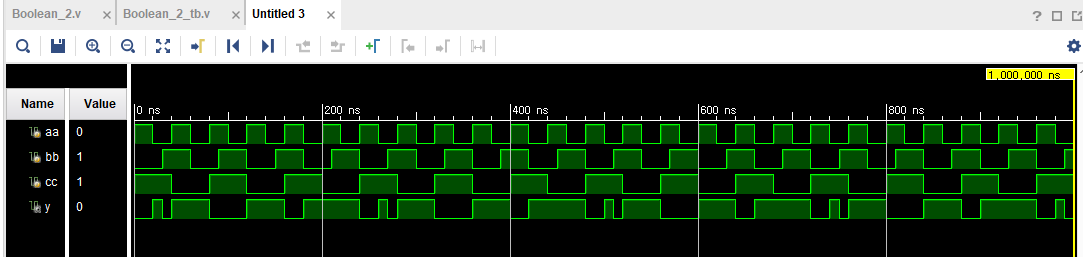 Boolean_2.v × Boolean_2_tb.v × Untitled 3 ×
?
1,000,000 ns
Name Value
0 ns 200 ns 400 ns 600 ns 800 ns
aa 0
bb 1
cc 1
y 0